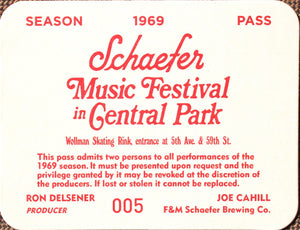 SEASON 1969 PASS
Schaefer
Music Festival
in Central Park
Wollman Skating Rink, entrance at 5th Ave. & 59th St.
This pass admits two persons to all performances of the
1969 season. It must be presented upon request and the
privilege granted by it may be revoked at the discretion of
the producers. If lost or stolen it cannot be replaced.
RON DELSENER JOE CAHILL
PRODUCER 005 F&M Schaefer Brewing Co.